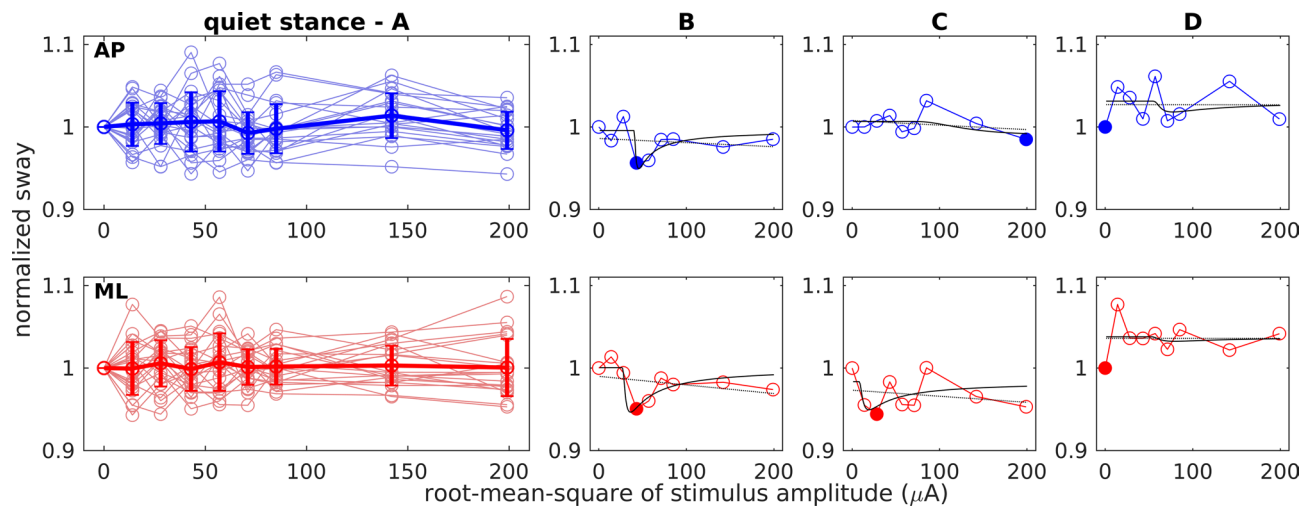 quiet stance - A B C D
AP
1.1 1.1 1.1 1.1
1 1 1 1
0.9 0.9 0.9 0.9
0 50 100 150 200 0 100 200 0 100 200 0 100 200
normalized sway
ML
1.1 1.1 1.1 1.1
1 1 1 1
0.9 0.9 0.9 0.9
0 50 100 150 200 0 100 200 0 100 200 0 100 200
root-mean-square of stimulus amplitude (μA)